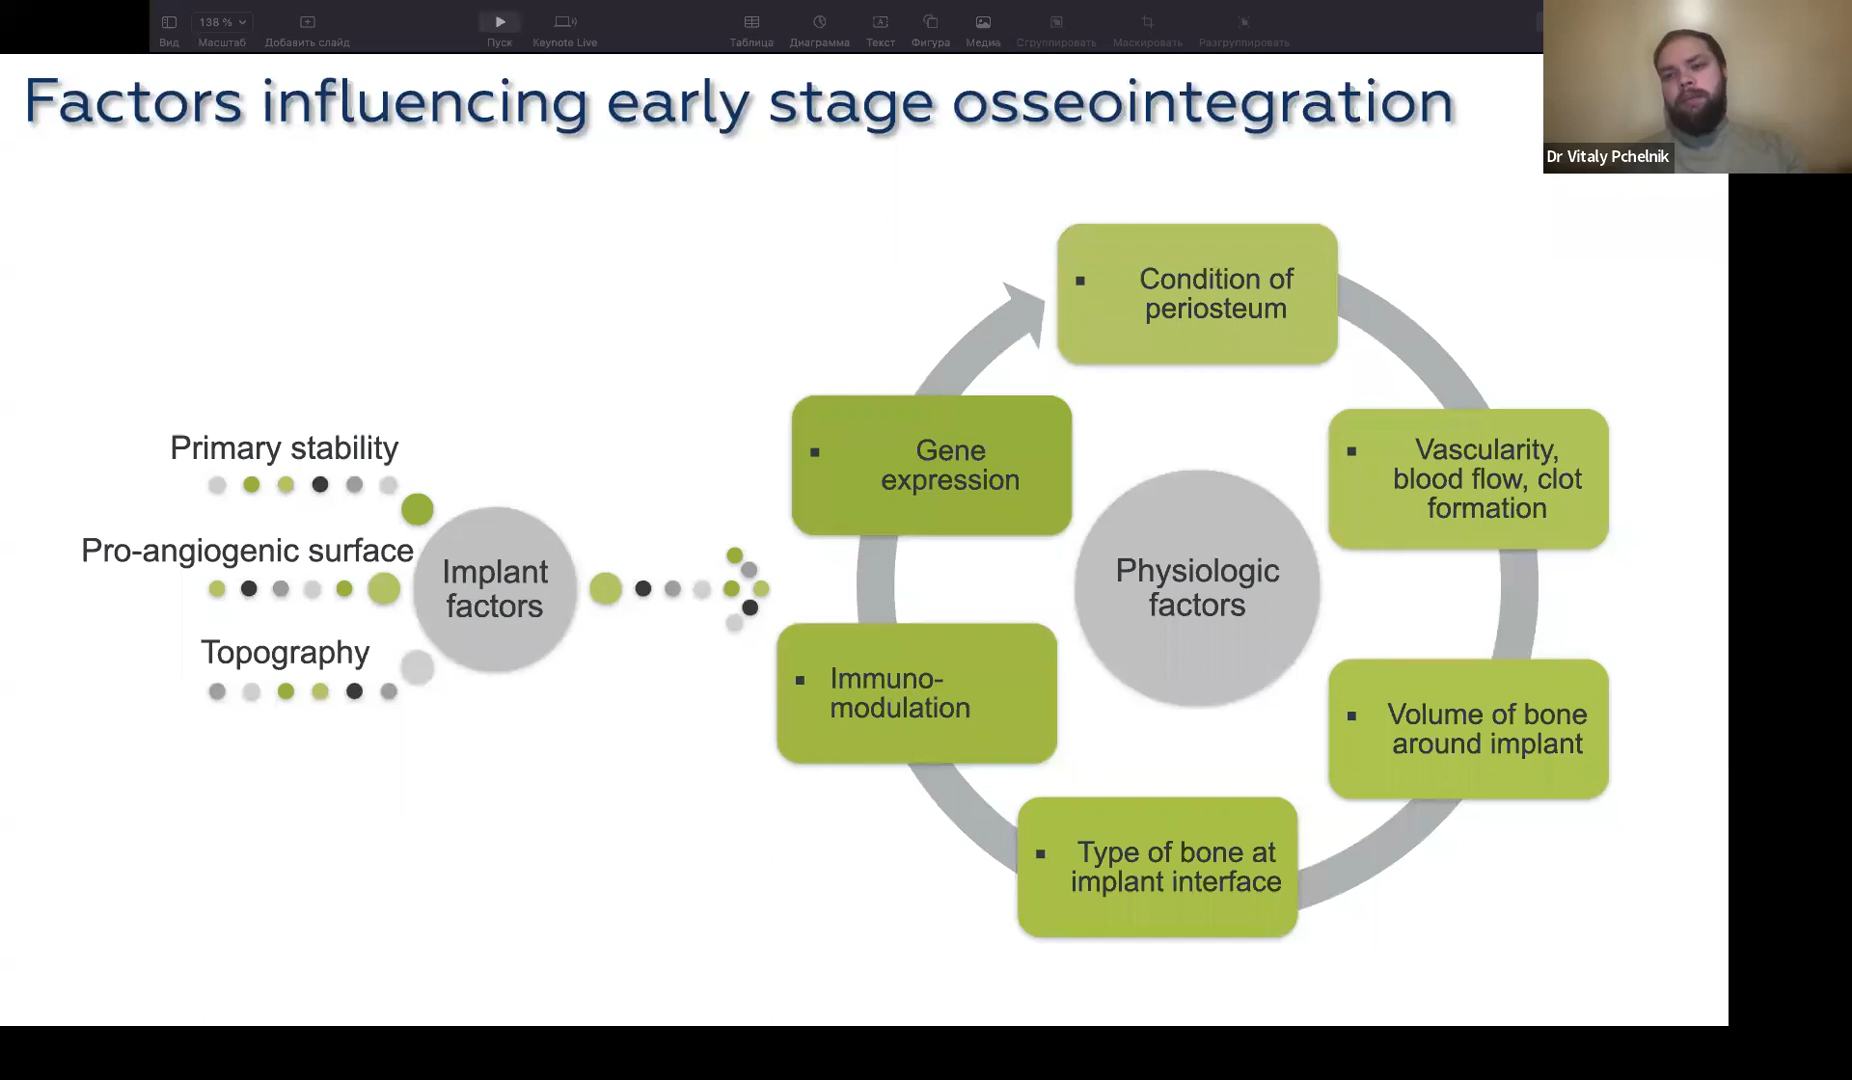 138 %
Вид
Масштаб
Добавить слайд
Пуск
Keynote Live
Таблица
Диаграмма
Текст
Фигура
Медиа
Сгруппировать
Маскировать
Разгруппировать
Factors influencing early stage osseointegration
Dr Vitaly Pchelnik
Primary stability
Pro-angiogenic surface
Topography
Implant
factors
Physiologic
factors
▪ Condition of
periosteum
▪ Vascularity,
blood flow, clot
formation
▪ Volume of bone
around implant
▪ Type of bone at
implant interface
▪ Immuno-
modulation
▪ Gene
expression